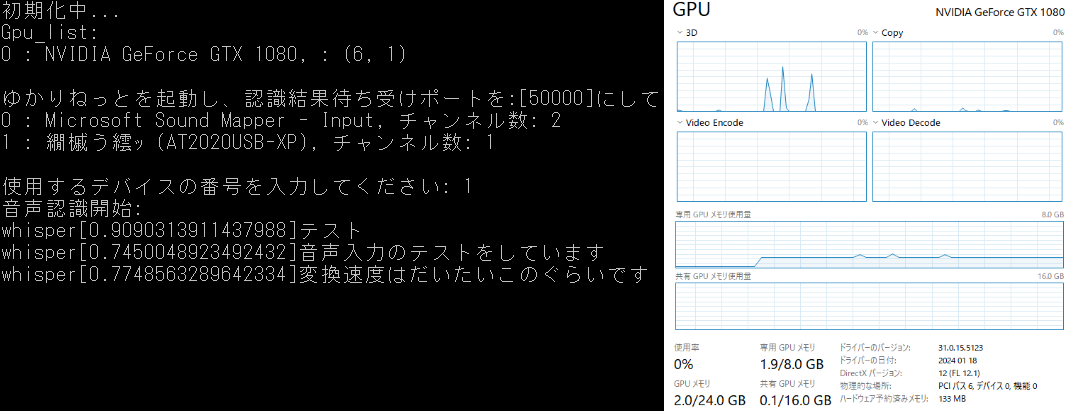 初期化中...
Gpu_list:
0 : NVIDIA GeForce GTX 1080, : (6, 1)
ゆかりねっとを起動し、認識結果待ち受けポートを:[50000]にして
0 : Microsoft Sound Mapper - Input, チャンネル数: 2
1 : 繝槭う繧ｯ (AT2020USB-XP), チャンネル数: 1
使用するデバイスの番号を入力してください: 1
音声認識開始:
whisper[0.9090313911437988]テスト
whisper[0.7450049923492432]音声入力のテストをしています
whisper[0.7748563289642334]変換速度はだいたいこのぐらいです
GPU
NVIDIA GeForce GTX 1080
3D 0%
Copy 0%
Video Encode 0%
Video Decode 0%
専用 GPU メモリ使用量 8.0 GB
共有 GPU メモリ使用量 16.0 GB
使用率
0%
専用 GPU メモリ
1.9/8.0 GB
GPU メモリ
2.0/24.0 GB
共有 GPU メモリ
0.1/16.0 GB
ドライバーのバージョン: 31.0.15.5123
ドライバーの日付: 2024 01 18
DirectX バージョン: 12 (FL 12.1)
物理的な場所: PCI バス 6, デバイス 0, 機能 0
ハードウェア予約済みメモリ: 133 MB